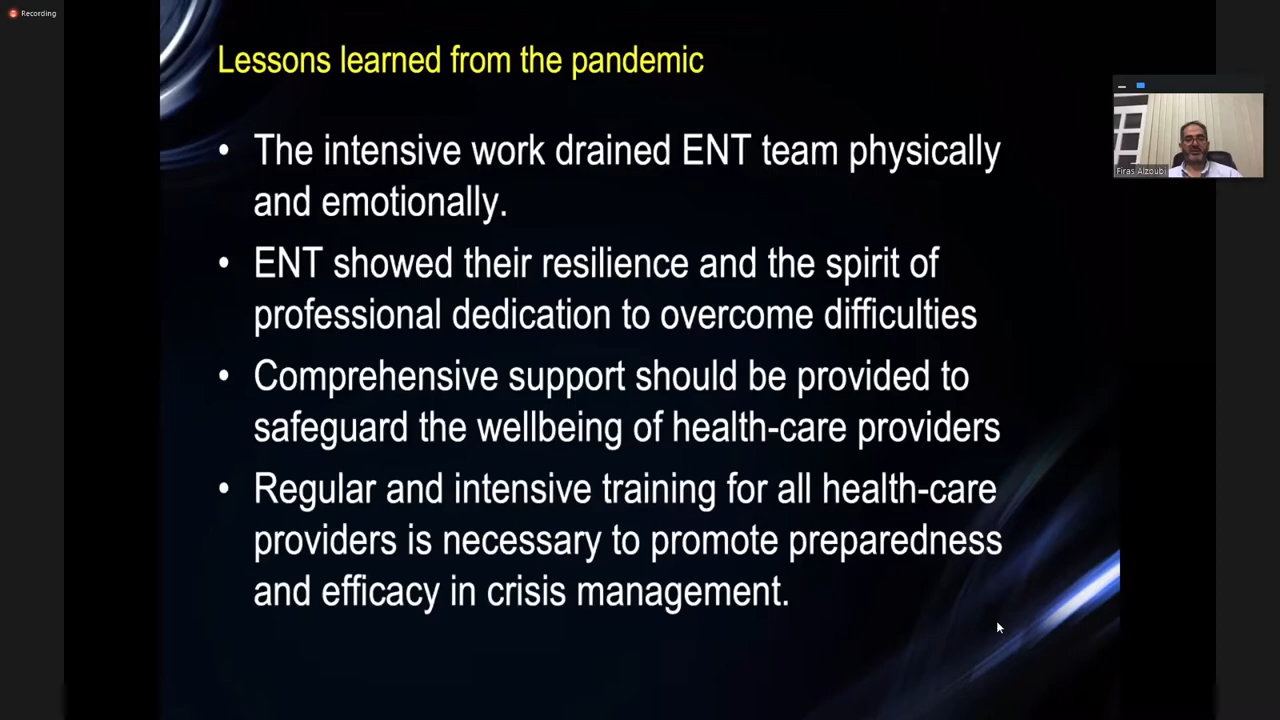 Recording
Lessons learned from the pandemic
• The intensive work drained ENT team physically
and emotionally.
• ENT showed their resilience and the spirit of
professional dedication to overcome difficulties
• Comprehensive support should be provided to
safeguard the wellbeing of health-care providers
• Regular and intensive training for all health-care
providers is necessary to promote preparedness
and efficacy in crisis management.
Firas Alzoubi